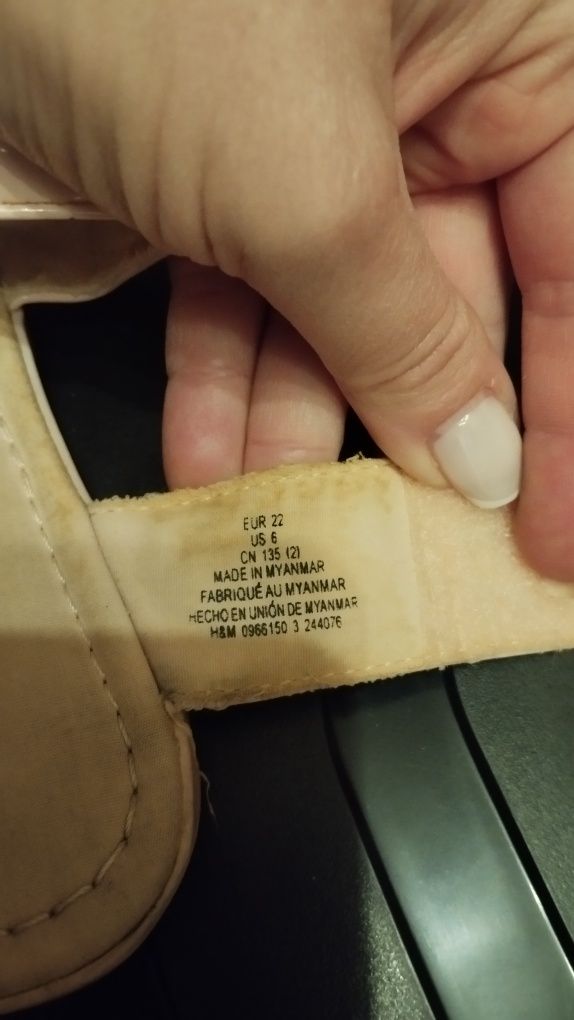 EUR 22
US 6
CN 135 (2)
MADE IN MYANMAR
FABRIQUÉ AU MYANMAR
HECHO EN UNIÓN DE MYANMAR
H&M 0966150 3 244076